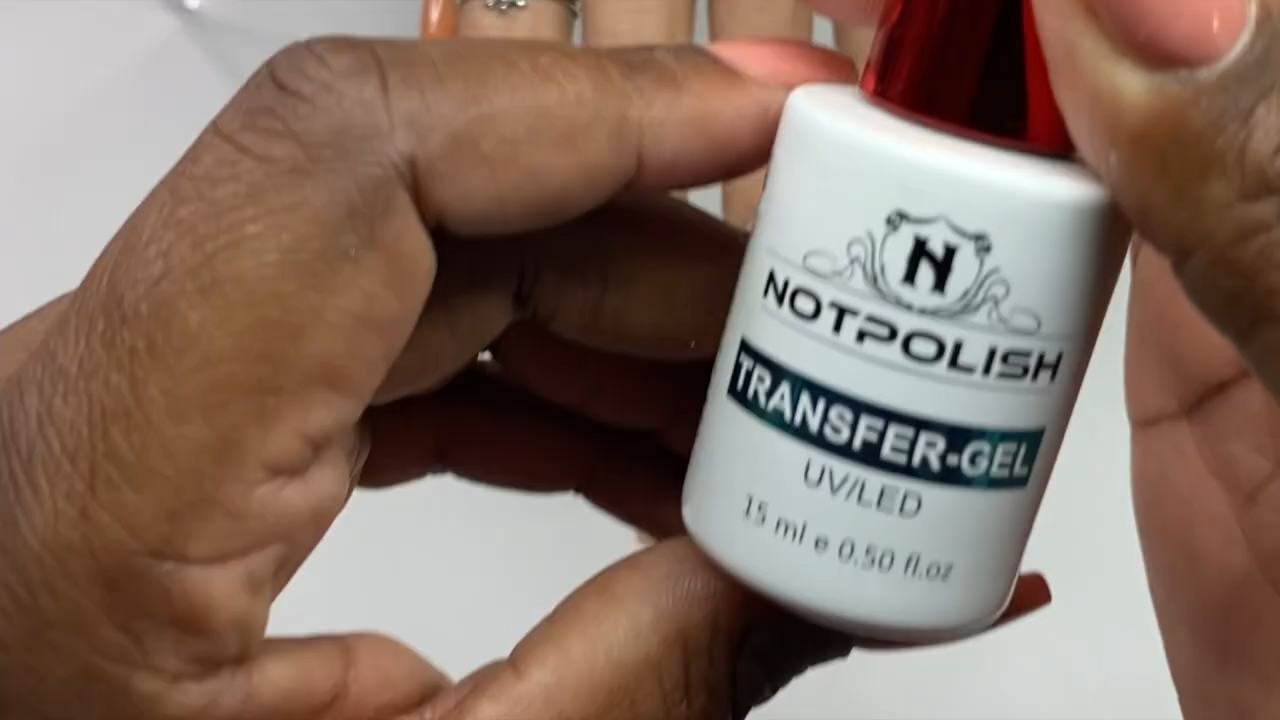 N
NOTPOLISH
TRANSFER-GEL
UV/LED
15 ml e 0.50 fl.oz